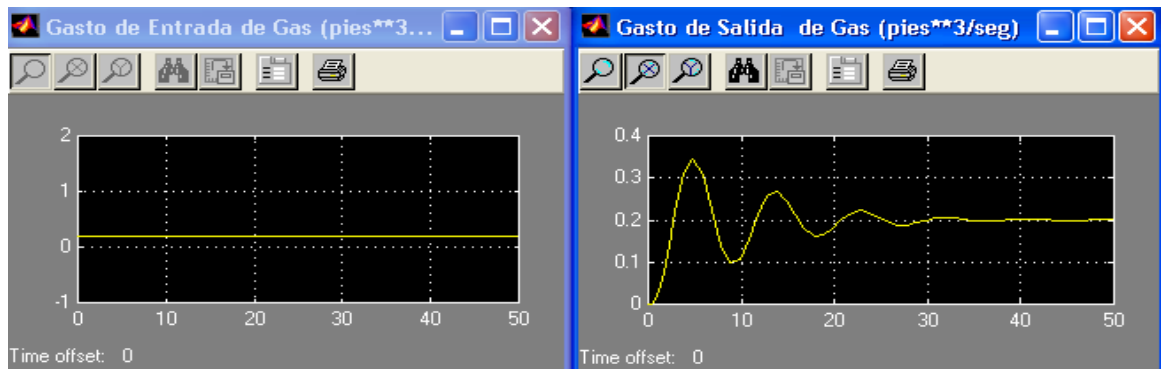 Gasto de Entrada de Gas (pies**3...
2
1
0
-1
0 10 20 30 40 50
Time offset: 0
Gasto de Salida de Gas (pies**3/seg)
0.4
0.3
0.2
0.1
0
0 10 20 30 40 50
Time offset: 0